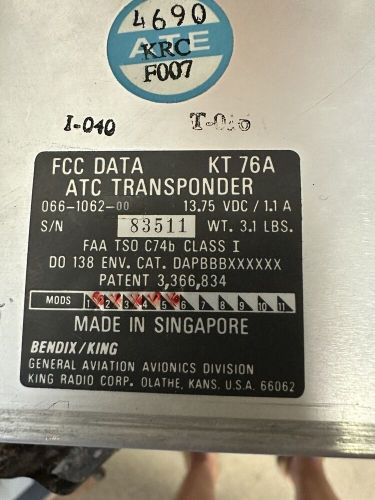 4690
ATE
KRC
F007
I-040
FCC DATA KT 76A
ATC TRANSPONDER
066-1062-00 13.75 VDC / 1.1 A
S/N 83511 WT. 3.1 LBS.
FAA TSO C74b CLASS I
DO 138 ENV. CAT. DAPBBBXXXXXX
PATENT 3,366,834
MODS 1 2 3 4 5 6 7 8 9 10 11
MADE IN SINGAPORE
BENDIX/KING
GENERAL AVIATION AVIONICS DIVISION
KING RADIO CORP. OLATHE, KANS. U.S.A. 66062